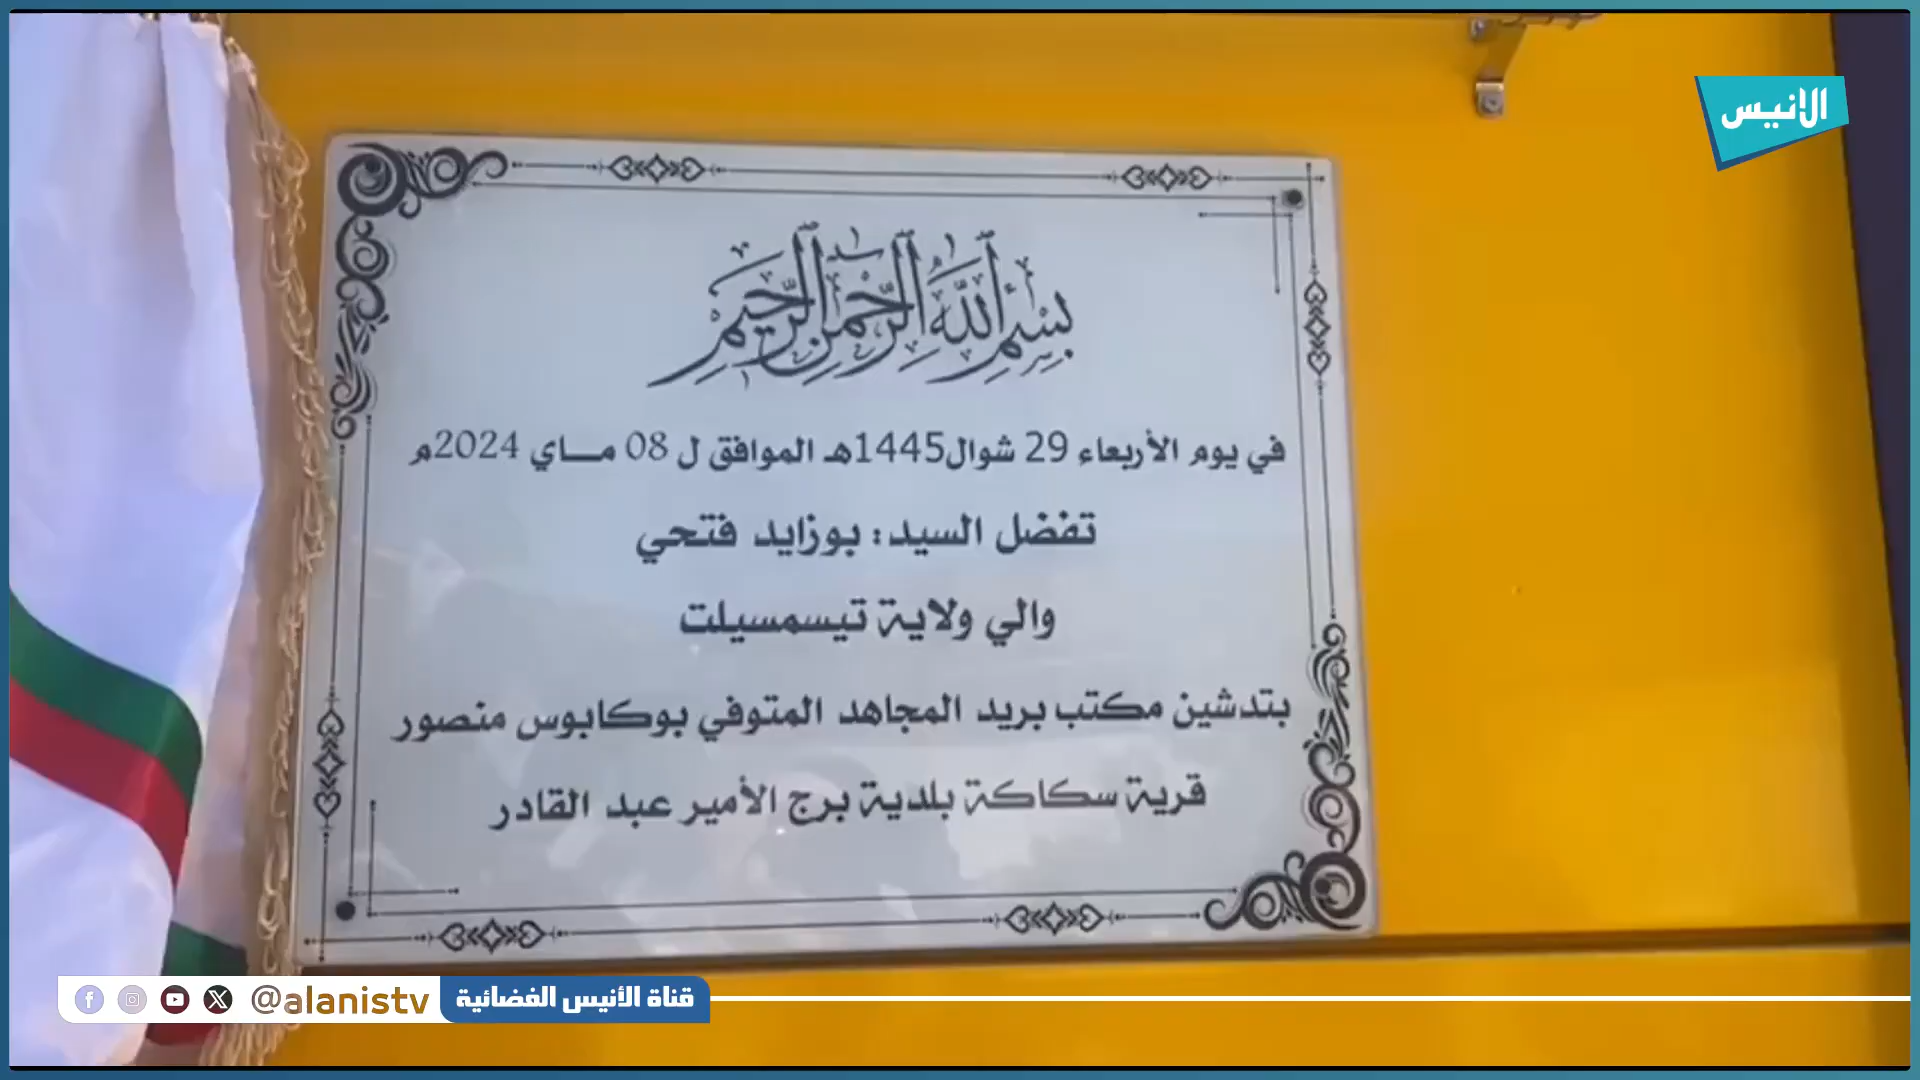 الانيس
بسم الله الرحمن الرحيم
في يوم الأربعاء 29 شوال1445هـ الموافق ل 08 مـــاي 2024م
تفضل السيد: بوزايد فتحي
والي ولاية تيسمسيلت
بتدشين مكتب بريد المجاهد المتوفي بوكابوس منصور
قرية سكاكة بلدية برج الأمير عبد القادر
@alanistv قناة الأنيس الفضائية